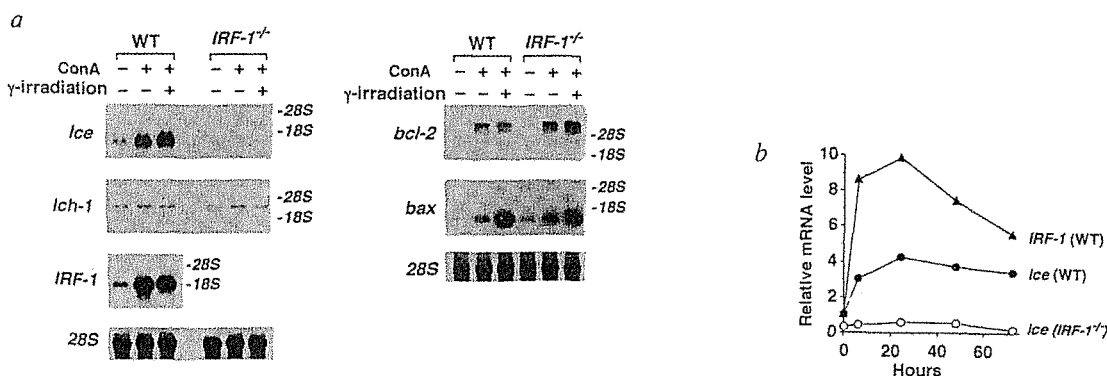 a
WT IRF-1-/-
ConA - + + - + +
γ-irradiation - - + - - +
Ice -28S -18S
Ich-1 -28S -18S
IRF-1 -28S -18S
28S
WT IRF-1-/-
ConA - + + - + +
γ-irradiation - - + - - +
bcl-2 -28S -18S
bax -28S -18S
28S
b
Relative mRNA level
10
8
6
4
2
0
0 20 40 60
Hours
IRF-1 (WT)
Ice (WT)
Ice (IRF-1-/-)